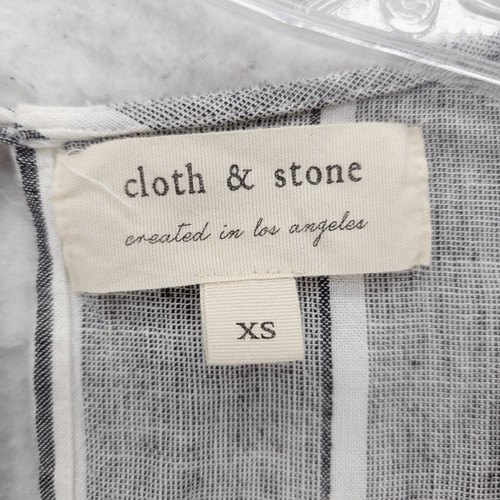 cloth & stone
created in los angeles
XS